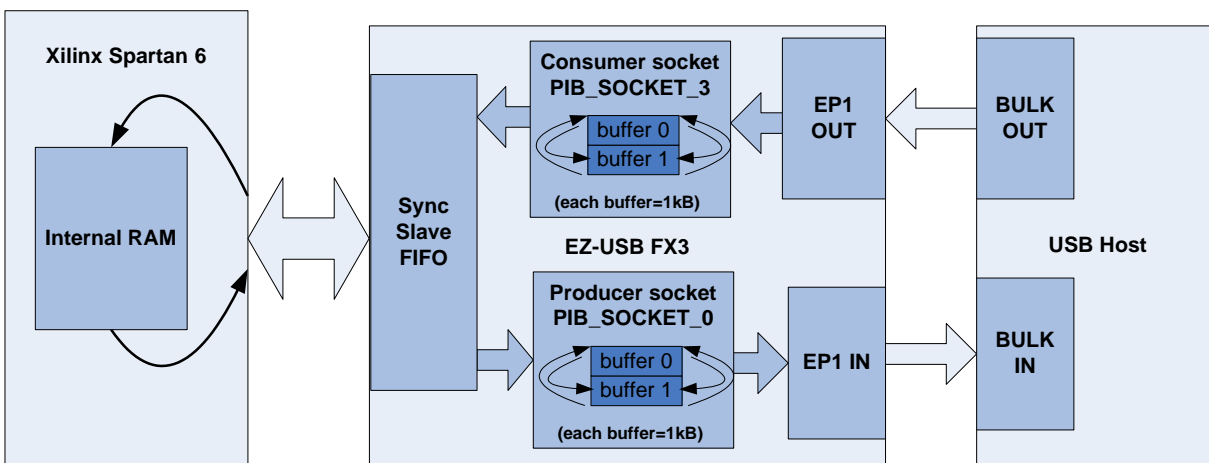 Xilinx Spartan 6
Internal RAM
Sync
Slave
FIFO
Consumer socket
PIB_SOCKET_3
buffer 0
buffer 1
(each buffer=1kB)
EP1
OUT
BULK
OUT
EZ-USB FX3
USB Host
Producer socket
PIB_SOCKET_0
buffer 0
buffer 1
(each buffer=1kB)
EP1 IN
BULK
IN